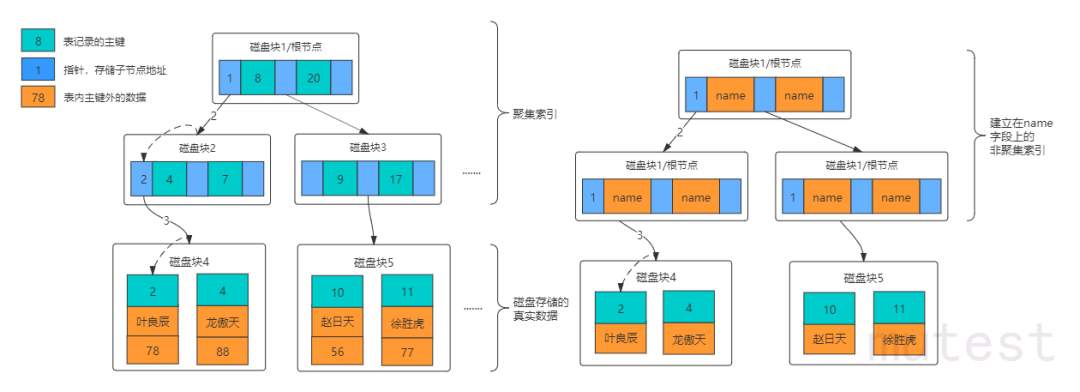 8 表记录的主键
1 指针，存储子节点地址
78 表内主键外的数据
磁盘块1/根节点
1 8 20
2
磁盘块2
2 4 7
磁盘块3
9 17
.......
聚集索引
3
磁盘块4
2 4
叶良辰 龙傲天
78 88
磁盘块5
10 11
赵日天 徐胜虎
56 77
.......
磁盘存储的
真实数据
磁盘块1/根节点
1 name name
2
磁盘块1/根节点
1 name name
磁盘块1/根节点
1 name name
建立在name
字段上的
非聚集索引
3
磁盘块4
2 4
叶良辰 龙傲天
磁盘块5
10 11
赵日天 徐胜虎
mutest